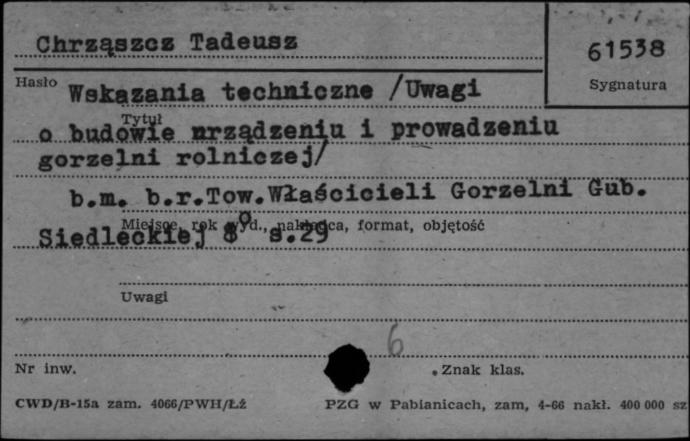 Chrząszcz Tadeusz
61538
Hasło
Sygnatura
Wskazania techniczne /Uwagi
Tytuł
o budowie urządzeniu i prowadzeniu
gorzelni rolniczej/
b.m. b.r.Tow.Właścicieli Gorzelni Gub.
Miejsce, rok wyd., nakładca, format, objętość
Siedleckiej 8° s.29
Uwagi
6
Nr inw.
Znak klas.
CWD/B-15a zam. 4066/PWH/Łź
PZG w Pabianicach, zam, 4-66 nakł. 400 000 sz